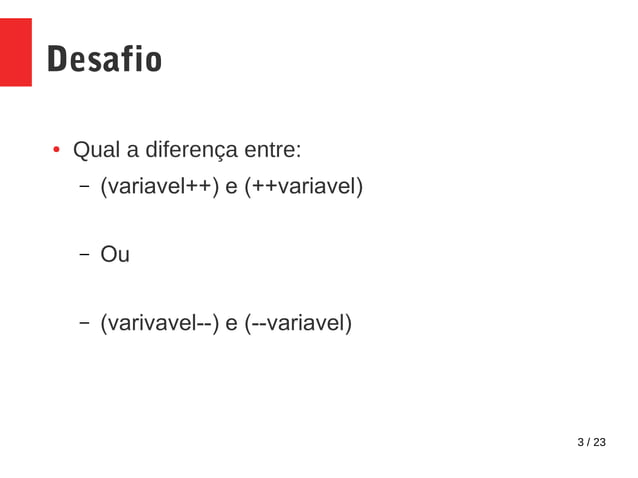 Desafio
● Qual a diferença entre:
– (variavel++) e (++variavel)
– Ou
– (varivavel--) e (--variavel)
3 / 23